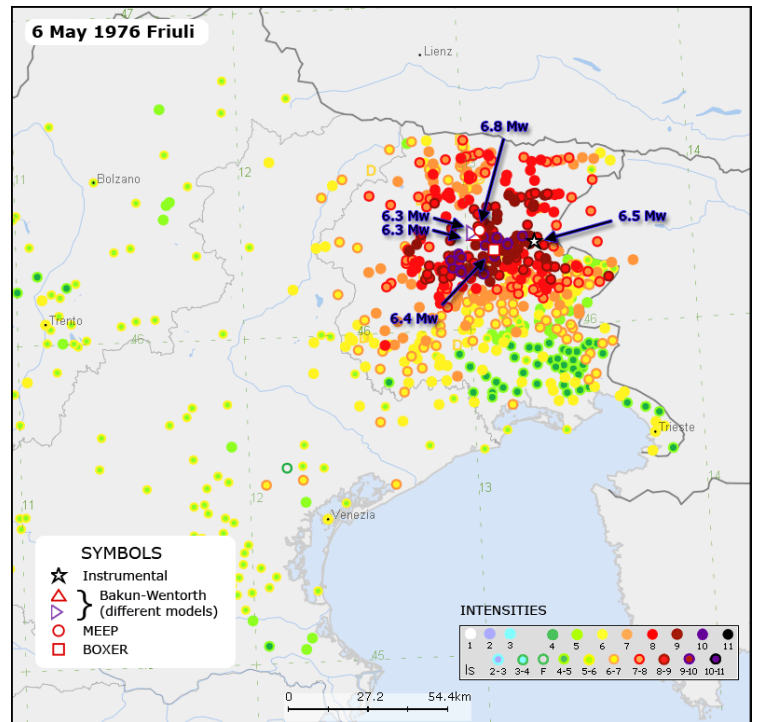 6 May 1976 Friuli
47
Lienz
14
6.8 Mw
11
Bolzano
12
D
6.3 Mw
6.3 Mw
6.5 Mw
6.4 Mw
Trento
46
46
46
D
D
Trieste
11
12
13
14
Venezia
SYMBOLS
Instrumental
Bakun-Wentorth
(different models)
MEEP
BOXER
45
INTENSITIES
1 2 3 4 5 6 7 8 9 10 11
Is 2-3 3-4 F 4-5 5-6 6-7 7-8 8-9 9-10 10-11
0 27.2 54.4km